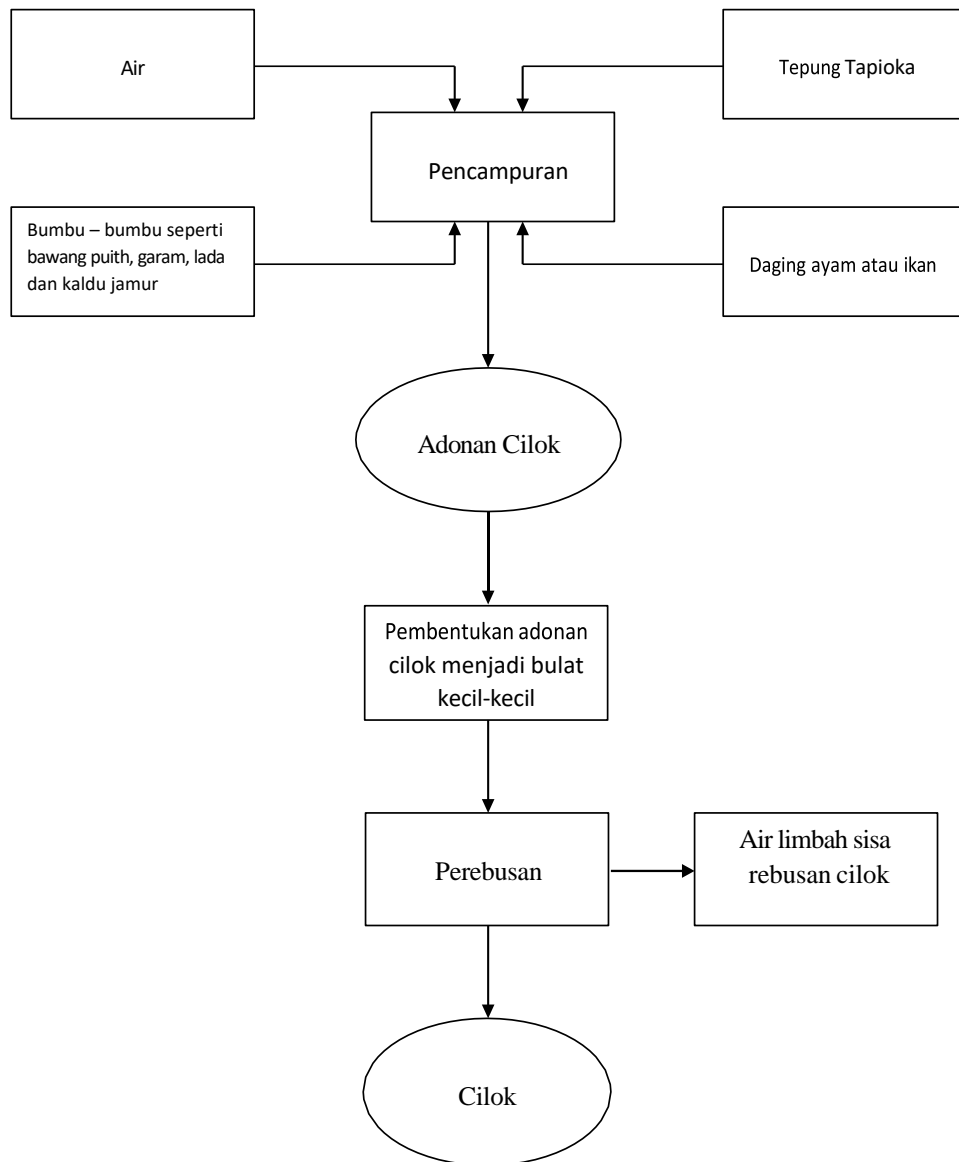 Air
Tepung Tapioka
Pencampuran
Bumbu – bumbu seperti
bawang puith, garam, lada
dan kaldu jamur
Daging ayam atau ikan
Adonan Cilok
Pembentukan adonan
cilok menjadi bulat
kecil-kecil
Perebusan
Air limbah sisa
rebusan cilok
Cilok